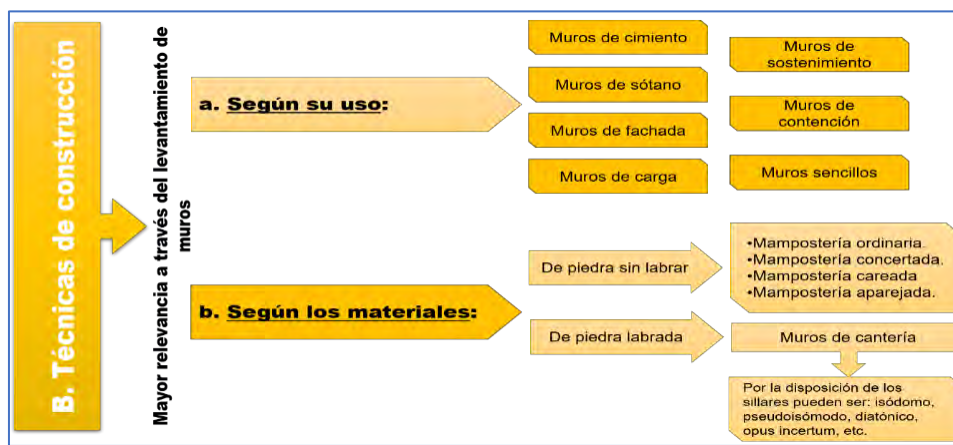 B. Técnicas de construcción
Mayor relevancia a través del levantamiento de
muros
a. Según su uso:
Muros de cimiento
Muros de sótano
Muros de fachada
Muros de carga
Muros de
sostenimiento
Muros de
contención
Muros sencillos
b. Según los materiales:
De piedra sin labrar
•Mampostería ordinaria.
•Mampostería concertada.
•Mampostería careada
•Mampostería aparejada.
De piedra labrada
Muros de cantería
Por la disposición de los
sillares pueden ser: isódomo,
pseudoisómodo, diatónico,
opus incertum, etc.